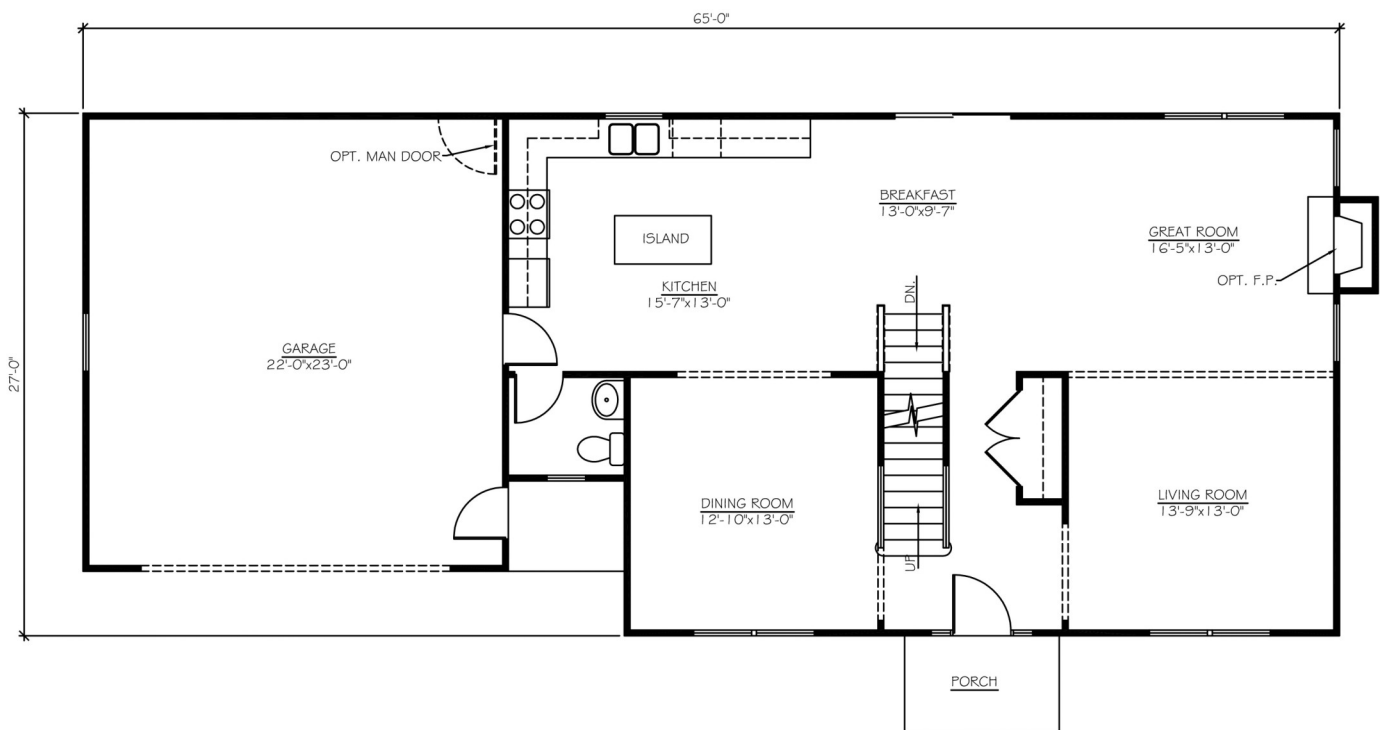 65'-0"
27'-0"
OPT. MAN DOOR
ISLAND
BREAKFAST
13'-0"x9'-7"
GREAT ROOM
16'-5"x13'-0"
OPT. F.P.
KITCHEN
15'-7"x13'-0"
DN.
GARAGE
22'-0"x23'-0"
DINING ROOM
12'-10"x13'-0"
UP
LIVING ROOM
13'-9"x13'-0"
PORCH